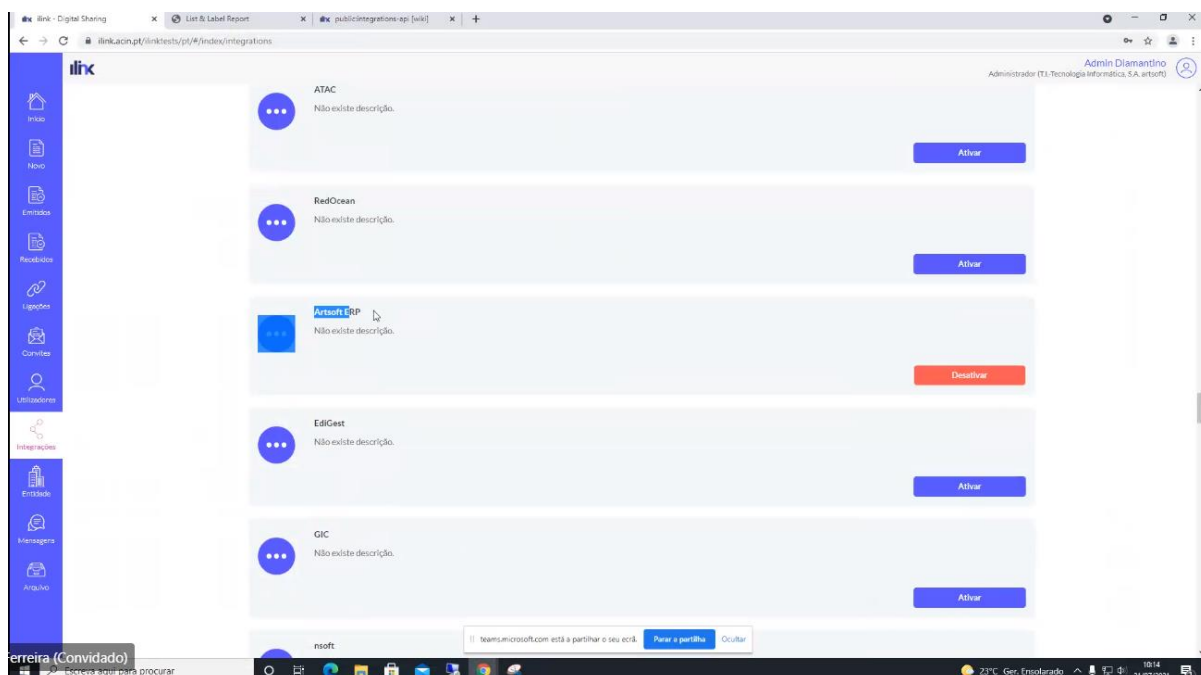 ilink - Digital Sharing
List & Label Report
public:integrations-api [wiki]
ilink.acin.pt/ilinktests/pt/#/index/integrations
ilink
Admin Diamantino
Administrador (T.I.-Tecnologia Informática, S.A. artsoft)
Início
Novo
Emitidos
Recebidos
Ligações
Convites
Utilizadores
Integrações
Entidade
Mensagens
Arquivo
ATAC
Não existe descrição.
Ativar
RedOcean
Não existe descrição.
Ativar
Artsoft ERP
Não existe descrição.
Desativar
EdiGest
Não existe descrição.
Ativar
GIC
Não existe descrição.
Ativar
nsoft
teams.microsoft.com está a partilhar o seu ecrã.
Parar a partilha
Ocultar
erreira (Convidado)
Escreva aqui para procurar
23°C Ger. Ensolarado
10:14